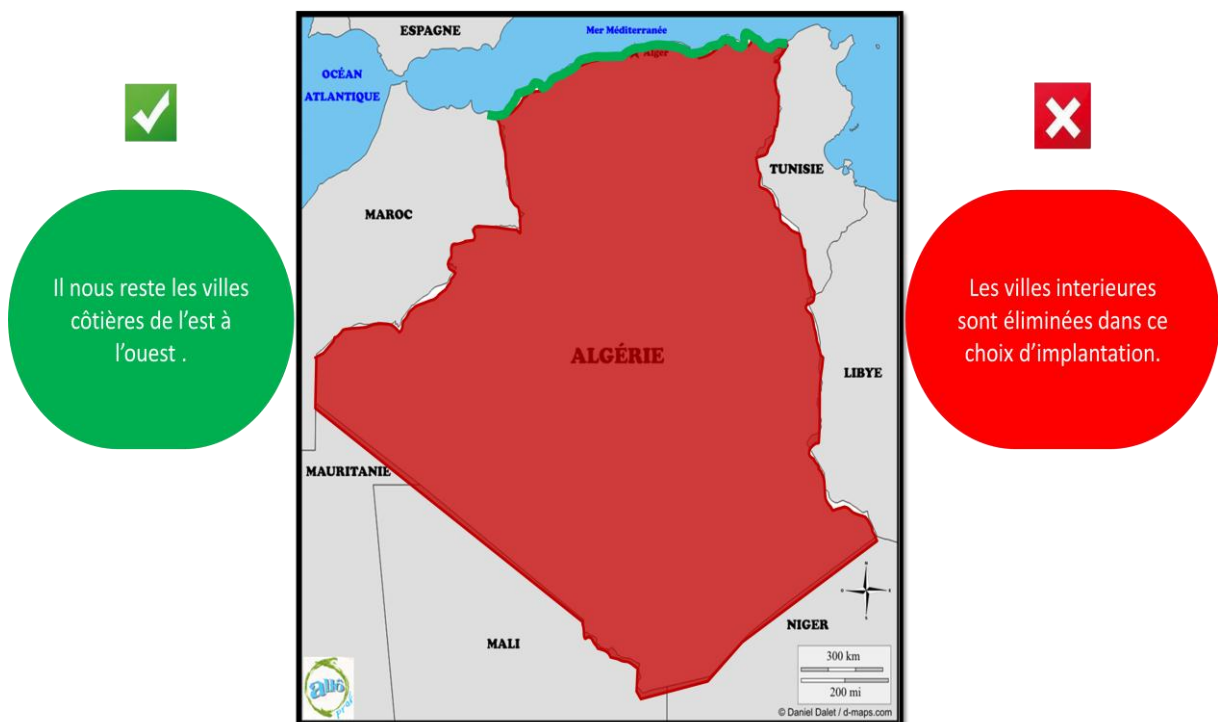 ESPAGNE
Mer Méditerranée
Alger
OCÉAN
ATLANTIQUE
TUNISIE
MAROC
Il nous reste les villes
côtières de l’est à
l’ouest .
Les villes interieures
sont éliminées dans ce
choix d’implantation.
ALGÉRIE
LIBYE
MAURITANIE
NIGER
MALI
300 km
200 mi
© Daniel Dalet / d-maps.com